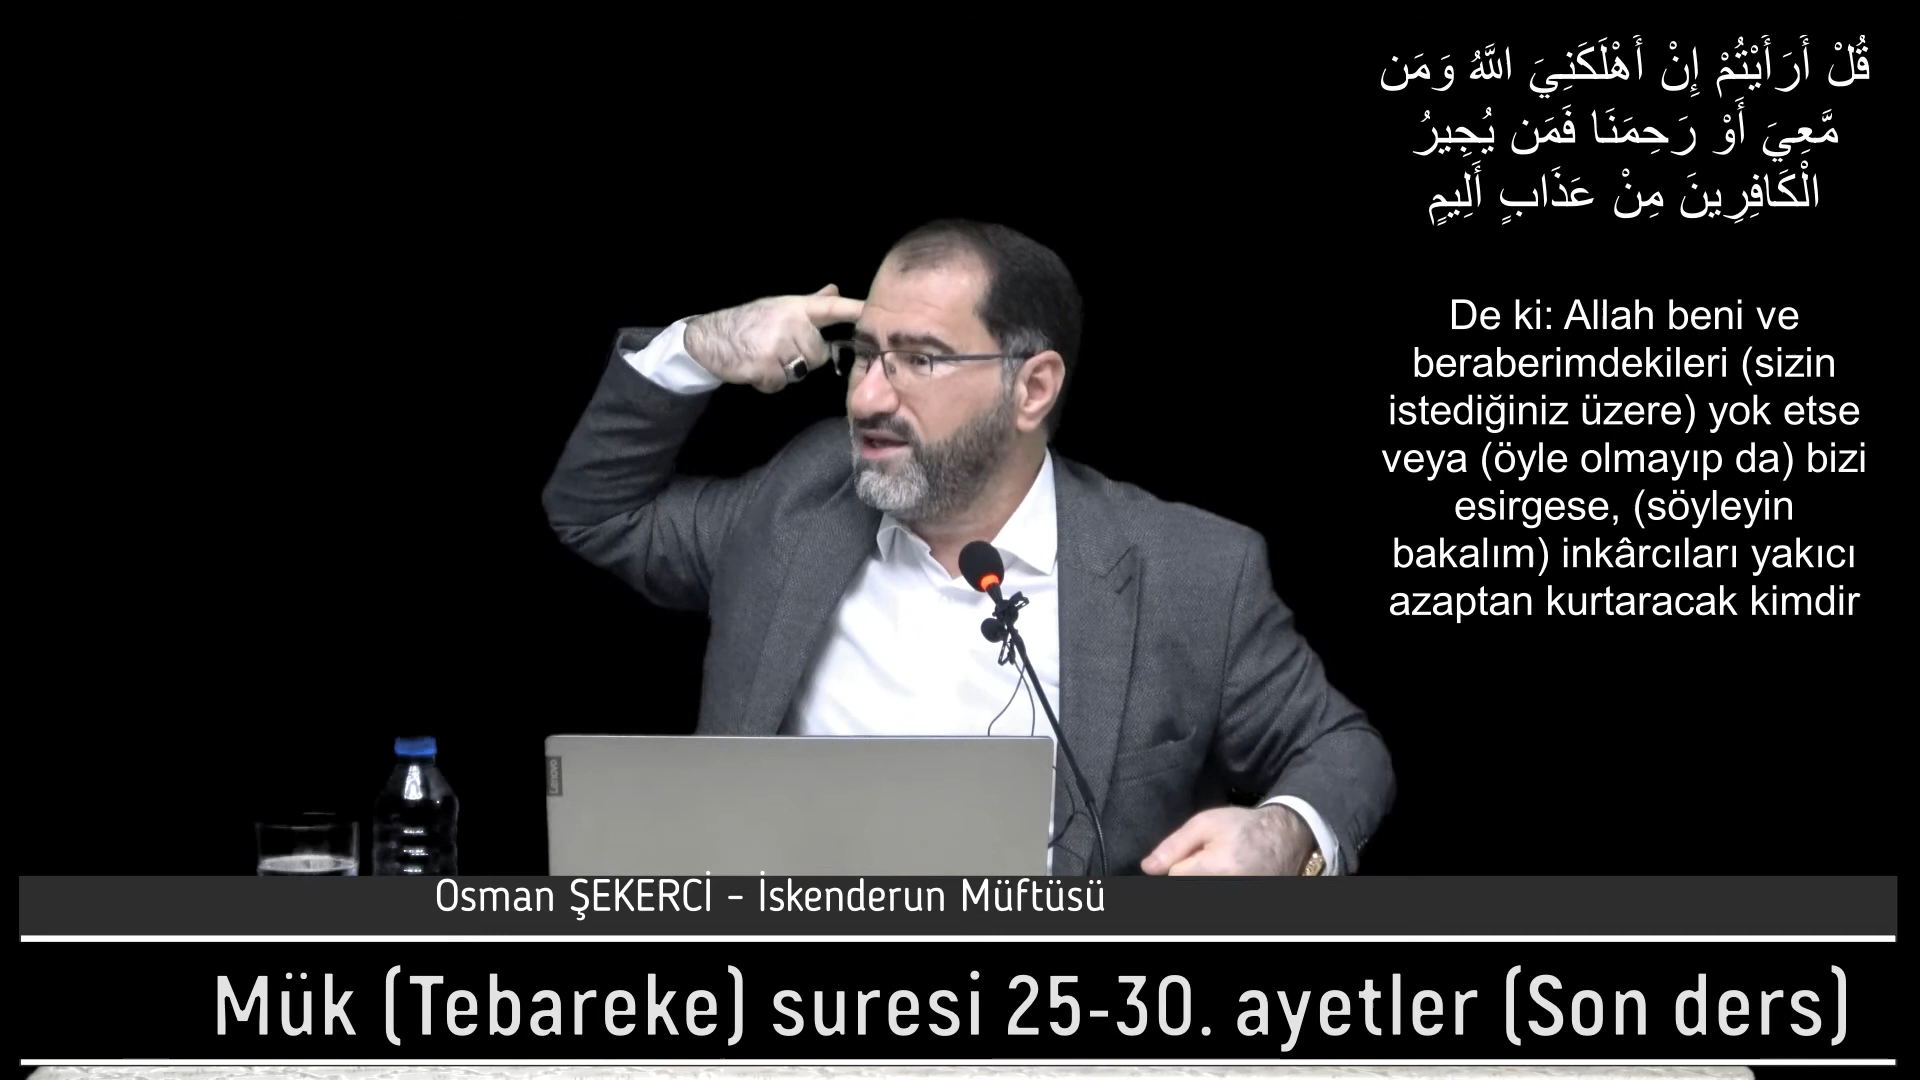 قُلْ أَرَأَيْتُمْ إِنْ أَهْلَكَنِيَ اللَّهُ وَمَن
مَّعِيَ أَوْ رَحِمَنَا فَمَن يُجِيرُ
الْكَافِرِينَ مِنْ عَذَابٍ أَلِيمٍ
De ki: Allah beni ve
beraberimdekileri (sizin
istediğiniz üzere) yok etse
veya (öyle olmayıp da) bizi
esirgese, (söyleyin
bakalım) inkârcıları yakıcı
azaptan kurtaracak kimdir
Lenovo
Osman ŞEKERCİ - İskenderun Müftüsü
Mük (Tebareke) suresi 25-30. ayetler (Son ders)